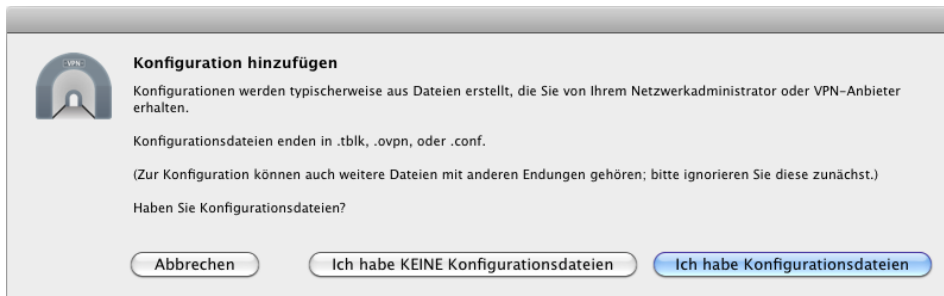 VPN
Konfiguration hinzufügen
Konfigurationen werden typischerweise aus Dateien erstellt, die Sie von Ihrem Netzwerkadministrator oder VPN-Anbieter
erhalten.
Konfigurationsdateien enden in .tblk, .ovpn, oder .conf.
(Zur Konfiguration können auch weitere Dateien mit anderen Endungen gehören; bitte ignorieren Sie diese zunächst.)
Haben Sie Konfigurationsdateien?
Abbrechen
Ich habe KEINE Konfigurationsdateien
Ich habe Konfigurationsdateien